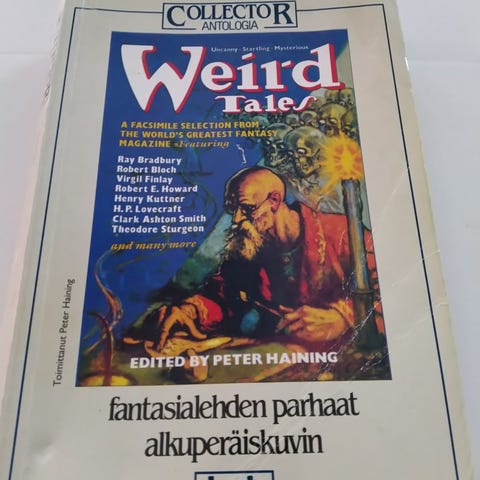 COLLECTOR
ANTOLOGIA
Uncanny-Startling-Mysterious
Weird
Tales
A FACSIMILE SELECTION FROM
THE WORLD'S GREATEST FANTASY
MAGAZINE - Featuring
Ray Bradbury
Robert Bloch
Virgil Finlay
Robert E. Howard
Henry Kuttner
H.P. Lovecraft
Clark Ashton Smith
Theodore Sturgeon
and many more
EDITED BY PETER HAINING
Toimittanut Peter Haining
fantasialehden parhaat
alkuperäiskuvin